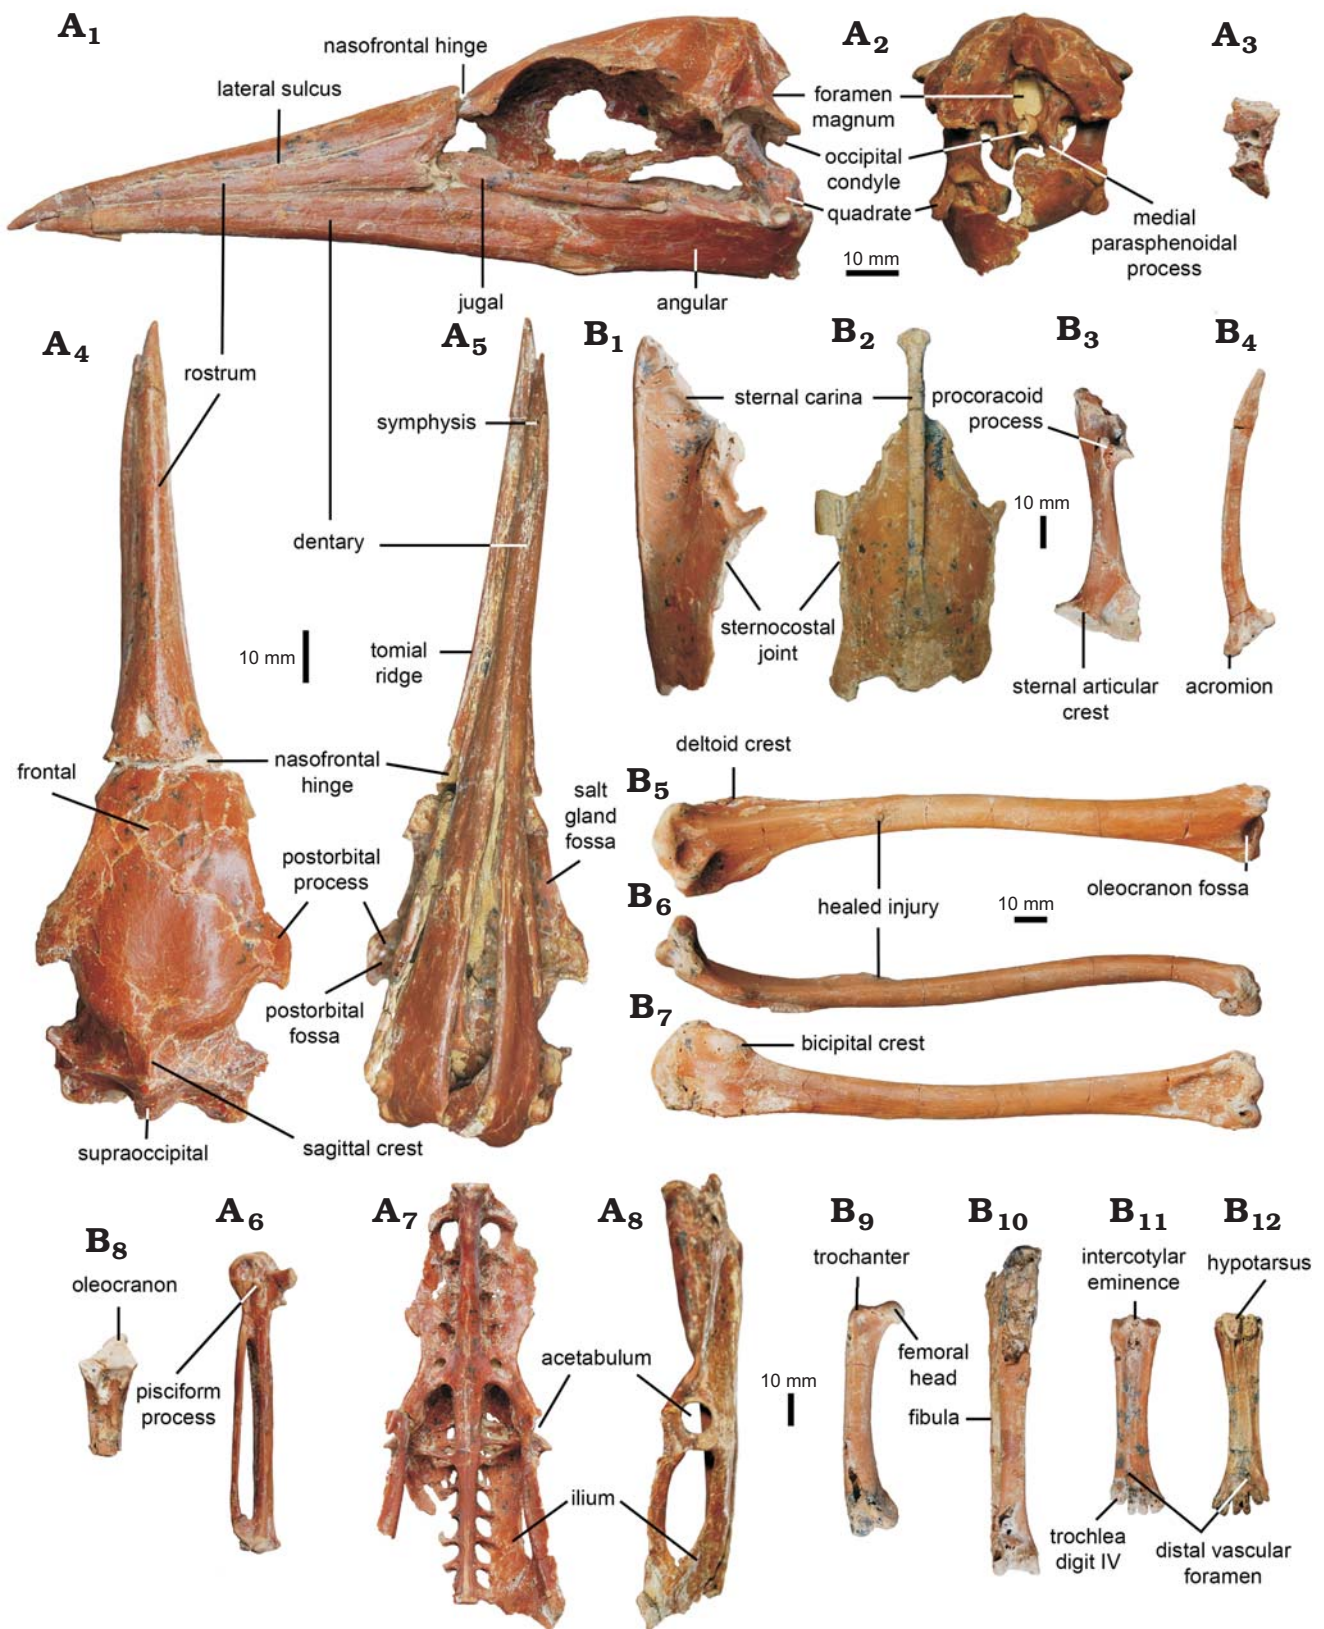 A1
A2
A3
nasofrontal hinge
lateral sulcus
foramen
magnum
occipital
condyle
quadrate
medial
parasphenoidal
process
10 mm
jugal
angular
A4
A5
B1
B2
B3
B4
rostrum
symphysis
sternal carina
procoracoid
process
10 mm
dentary
10 mm
tomial
ridge
sternocostal
joint
sternal articular
crest
acromion
frontal
nasofrontal
hinge
deltoid crest
B5
salt
gland
fossa
postorbital
process
oleocranon fossa
B6
healed injury
10 mm
postorbital
fossa
B7
bicipital crest
supraoccipital
sagittal crest
B8
A6
A7
A8
B9
B10
B11
B12
oleocranon
trochanter
intercotylar
eminence
hypotarsus
acetabulum
femoral
head
pisciform
process
10 mm
fibula
ilium
trochlea
digit IV
distal vascular
foramen